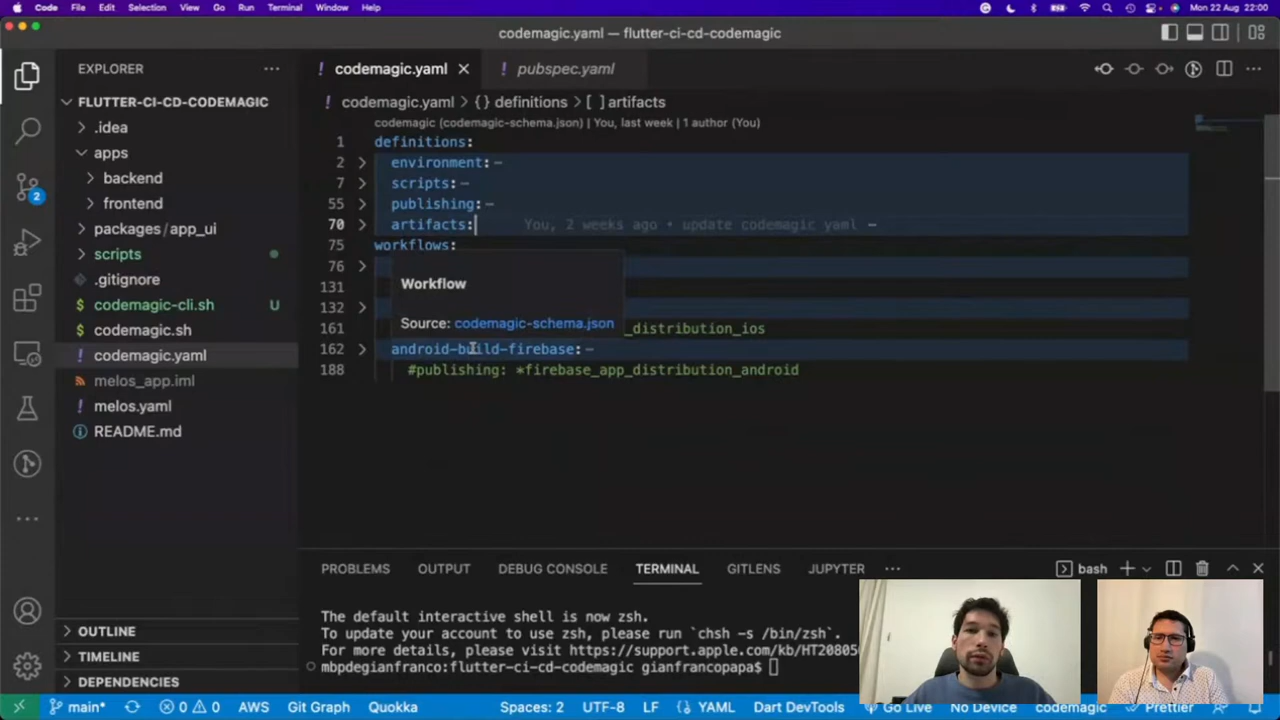 Code File Edit Selection View Go Run Terminal Window Help Mon 22 Aug 22:00
codemagic.yaml — flutter-ci-cd-codemagic
EXPLORER
FLUTTER-CI-CD-CODEMAGIC
.idea
apps
backend
frontend
packages/app_ui
scripts
.gitignore
codemagic-cli.sh U
codemagic.sh
codemagic.yaml
melos_app.iml
melos.yaml
README.md
OUTLINE
TIMELINE
DEPENDENCIES
2
! codemagic.yaml pubspec.yaml
! codemagic.yaml > {} definitions > [ ] artifacts
codemagic (codemagic-schema.json) | You, last week | 1 author (You)
1 definitions:
2 environment: –
7 scripts: –
55 publishing: –
70 artifacts: You, 2 weeks ago • update codemagic yaml –
75 workflows:
76
131
132
161 _distribution_ios
162 android-build-firebase: –
188 #publishing: *firebase_app_distribution_android
Workflow
Source: codemagic-schema.json
PROBLEMS OUTPUT DEBUG CONSOLE TERMINAL GITLENS JUPYTER bash
The default interactive shell is now zsh.
To update your account to use zsh, please run `chsh -s /bin/zsh`.
For more details, please visit https://support.apple.com/kb/HT20805
mbpdegianfranco:flutter-ci-cd-codemagic gianfrancopapa$
main* 0 0 AWS Git Graph Quokka Spaces: 2 UTF-8 LF YAML Dart DevTools Go Live No Device codemagic Prettier